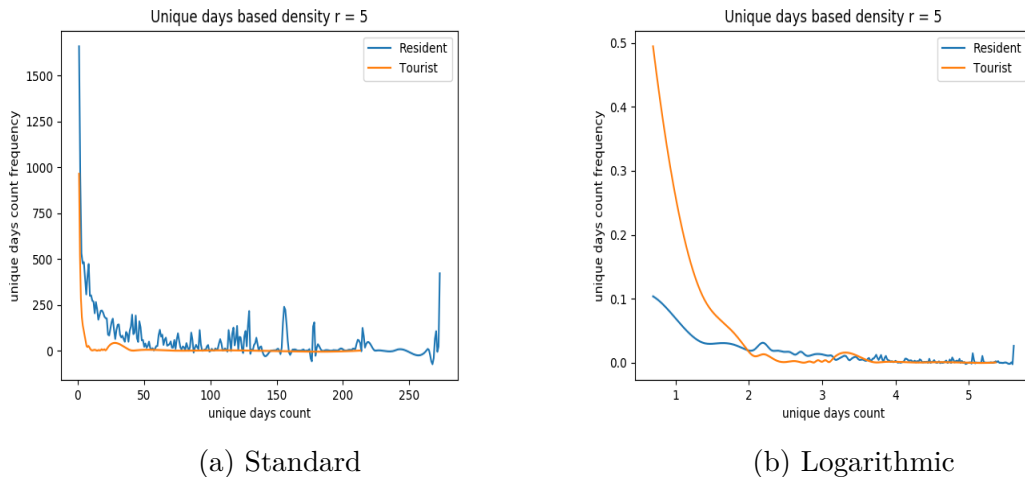 Unique days based density r = 5
Resident
Tourist
unique days count frequency
1500
1250
1000
750
500
250
0
0 50 100 150 200 250
unique days count
(a) Standard
Unique days based density r = 5
Resident
Tourist
unique days count frequency
0.5
0.4
0.3
0.2
0.1
0.0
1 2 3 4 5
unique days count
(b) Logarithmic